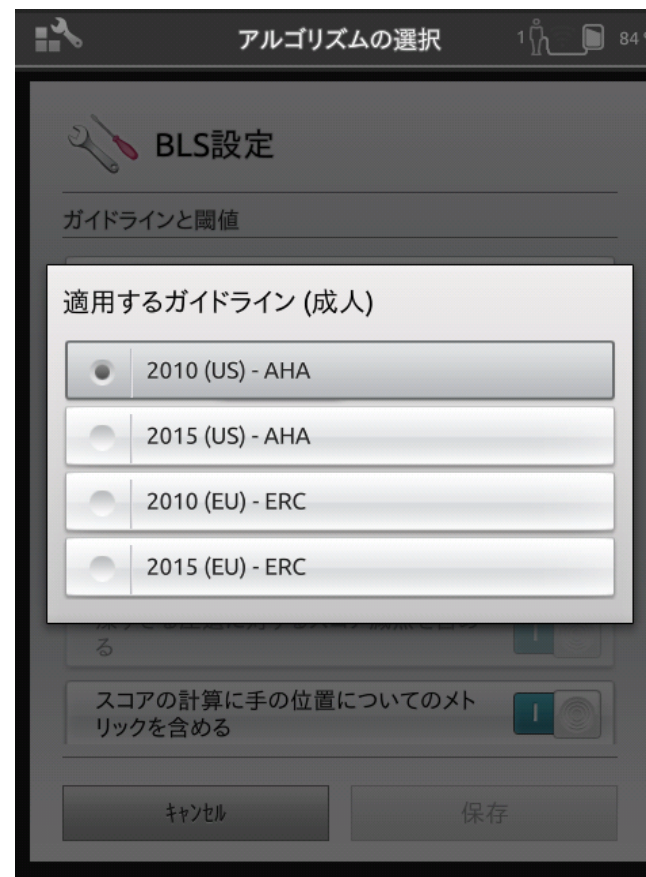 アルゴリズムの選択
1
84
BLS設定
ガイドラインと閾値
適用するガイドライン (成人)
2010 (US) - AHA
2015 (US) - AHA
2010 (EU) - ERC
2015 (EU) - ERC
る
スコアの計算に手の位置についてのメト
リックを含める
キャンセル
保存